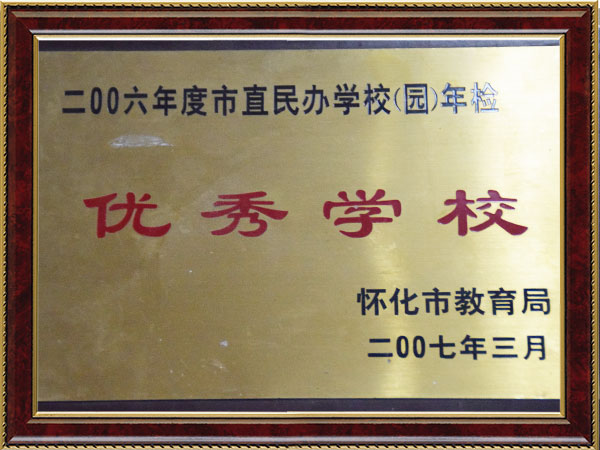 二00六年度市直民办学校(园)年检
优秀学校
怀化市教育局
二00七年三月